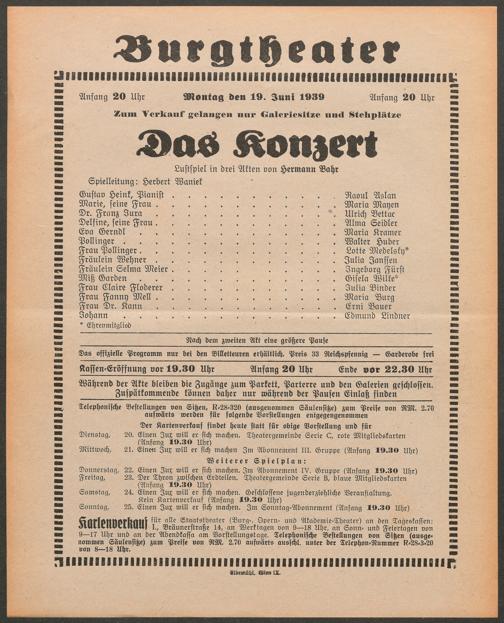 Burgtheater
Anfang 20 Uhr Montag den 19. Juni 1939 Anfang 20 Uhr
Zum Verkauf gelangen nur Galeriesitze und Stehplätze
Das Konzert
Lustspiel in drei Akten von Hermann Bahr
Spielleitung: Herbert Waniek
Gustav Heink, Pianist . . . . . . . . . . Raoul Aslan
Marie, seine Frau . . . . . . . . . . Maria Mayen
Dr. Franz Jura . . . . . . . . . . Ulrich Bettac
Delfine, seine Frau . . . . . . . . . . Alma Seidler
Eva Gerndl . . . . . . . . . . Maria Kramer
Pollinger . . . . . . . . . . Walter Huber
Frau Pollinger . . . . . . . . . . Lotte Medelsky*
Fräulein Wehner . . . . . . . . . . Julia Janssen
Fräulein Selma Meier . . . . . . . . . . Ingeborg Fürst
Miß Garden . . . . . . . . . . Gisela Wilke*
Frau Claire Floderer . . . . . . . . . . Julia Binder
Frau Fanny Mell . . . . . . . . . . Maria Burg
Frau Dr. Kann . . . . . . . . . . Erni Bauer
Johann . . . . . . . . . . Edmund Lindner
* Ehrenmitglied
Nach dem zweiten Akt eine größere Pause
Das offizielle Programm nur bei den Billetteuren erhältlich. Preis 33 Reichspfennig — Garderobe frei
Kassen-Eröffnung vor 19.30 Uhr Anfang 20 Uhr Ende vor 22.30 Uhr
Während der Akte bleiben die Zugänge zum Parkett, Parterre und den Galerien geschlossen.
Zuspätkommende können daher nur während der Pausen Einlaß finden
Telephonische Bestellungen von Sitzen, R-28-320 (ausgenommen Säulensitze) zum Preise von RM. 2.70
aufwärts werden für folgende Vorstellungen entgegengenommen
Der Kartenverkauf findet heute statt für obige Vorstellung und für
Dienstag, 20. Einen Jux will er sich machen. Theatergemeinde Serie C, rote Mitgliedskarten
(Anfang 19.30 Uhr)
Mittwoch, 21. Einen Jux will er sich machen Im Abonnement III. Gruppe (Anfang 19.30 Uhr)
Weiterer Spielplan:
Donnerstag, 22. Einen Jux will er sich machen. Im Abonnement IV. Gruppe (Anfang 19.30 Uhr)
Freitag, 23. Der Thron zwischen Erdteilen. Theatergemeinde Serie B, blaue Mitgliedskarten
(Anfang 19.30 Uhr)
Samstag, 24. Einen Jux will er sich machen. Geschlossene jugenderziehliche Veranstaltung.
Kein Kartenverkauf (Anfang 19.30 Uhr)
Sonntag, 25. Einen Jux will er sich machen. Im Sonntag-Abonnement (Anfang 19.30 Uhr)
Kartenverkauf für alle Staatstheater (Burg-, Opern- und Akademie-Theater) an den Tageskassen:
1., Bräunerstraße 14, an Werktagen von 9—18 Uhr, an Sonn- und Feiertagen von
9—17 Uhr und an der Abendkassa am Vorstellungstage. Telephonische Bestellungen von Sitzen (ausge-
nommen Säulensitze) zum Preise von RM. 2.70 aufwärts ausschl. unter der Telephon-Nummer R-28-3-20
von 8—18 Uhr.
Elbemühl, Wien IX.